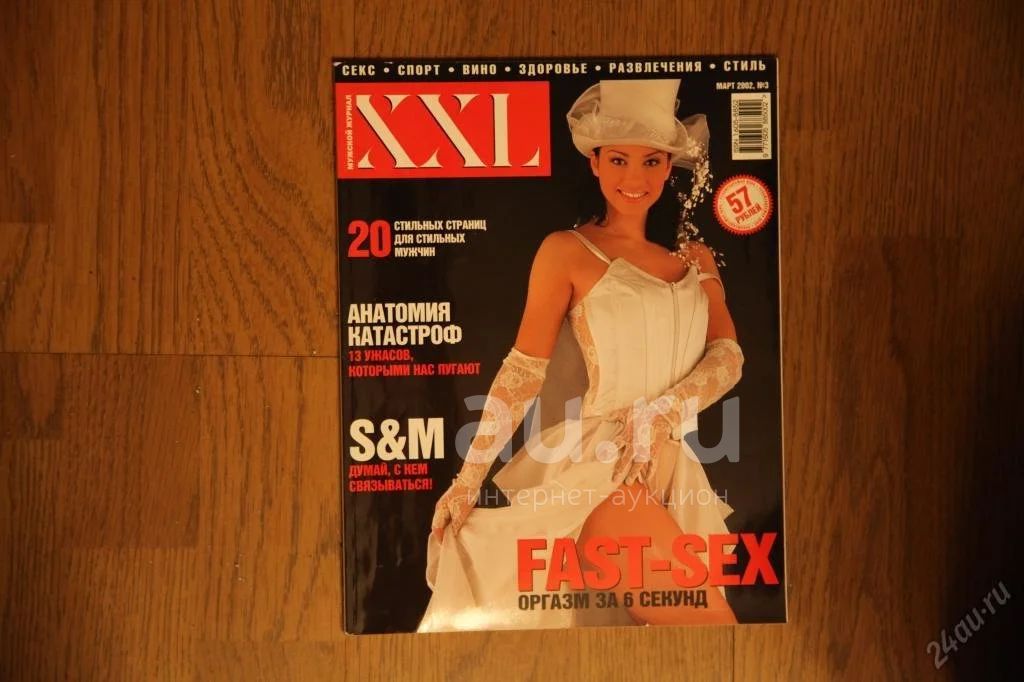 СЕКС • СПОРТ • ВИНО • ЗДОРОВЬЕ • РАЗВЛЕЧЕНИЯ • СТИЛЬ
МАРТ 2002, №3
МУЖСКОЙ ЖУРНАЛ
XXL
57
РУБЛЕЙ
20 СТИЛЬНЫХ СТРАНИЦ
ДЛЯ СТИЛЬНЫХ
МУЖЧИН
АНАТОМИЯ
КАТАСТРОФ
13 УЖАСОВ,
КОТОРЫМИ НАС ПУГАЮТ
S&M
ДУМАЙ, С КЕМ
СВЯЗЫВАТЬСЯ!
au.ru
интернет-аукцион
FAST-SEX
ОРГАЗМ ЗА 6 СЕКУНД
24au.ru